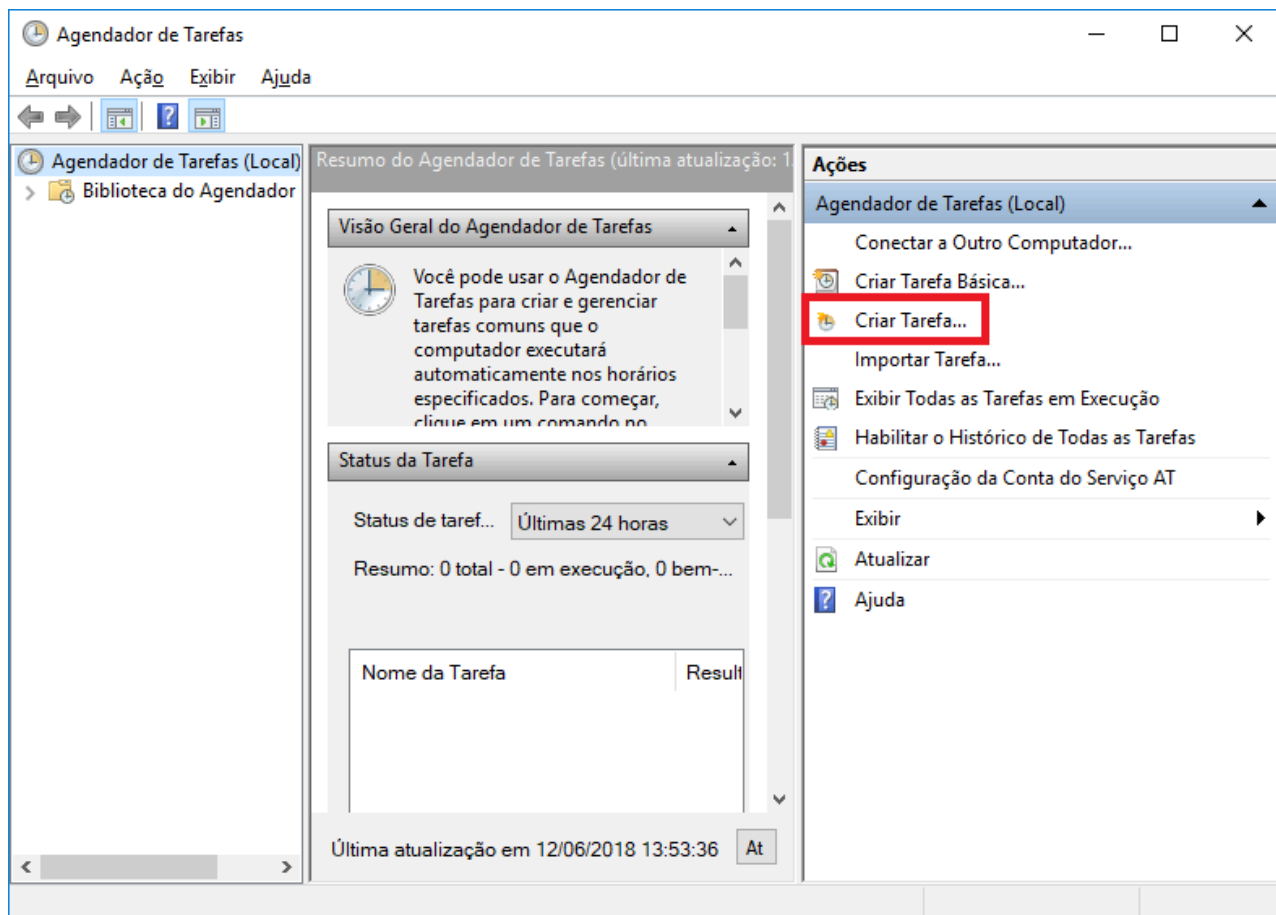 Agendador de Tarefas
Arquivo Ação Exibir Ajuda
Agendador de Tarefas (Local)
Biblioteca do Agendador
Resumo do Agendador de Tarefas (última atualização: 1
Visão Geral do Agendador de Tarefas
Você pode usar o Agendador de
Tarefas para criar e gerenciar
tarefas comuns que o
computador executará
automaticamente nos horários
especificados. Para começar,
clique em um comando no
Status da Tarefa
Status de taref... Últimas 24 horas
Resumo: 0 total - 0 em execução, 0 bem-...
Nome da Tarefa Result
Última atualização em 12/06/2018 13:53:36 At
Ações
Agendador de Tarefas (Local)
Conectar a Outro Computador...
Criar Tarefa Básica...
Criar Tarefa...
Importar Tarefa...
Exibir Todas as Tarefas em Execução
Habilitar o Histórico de Todas as Tarefas
Configuração da Conta do Serviço AT
Exibir
Atualizar
Ajuda